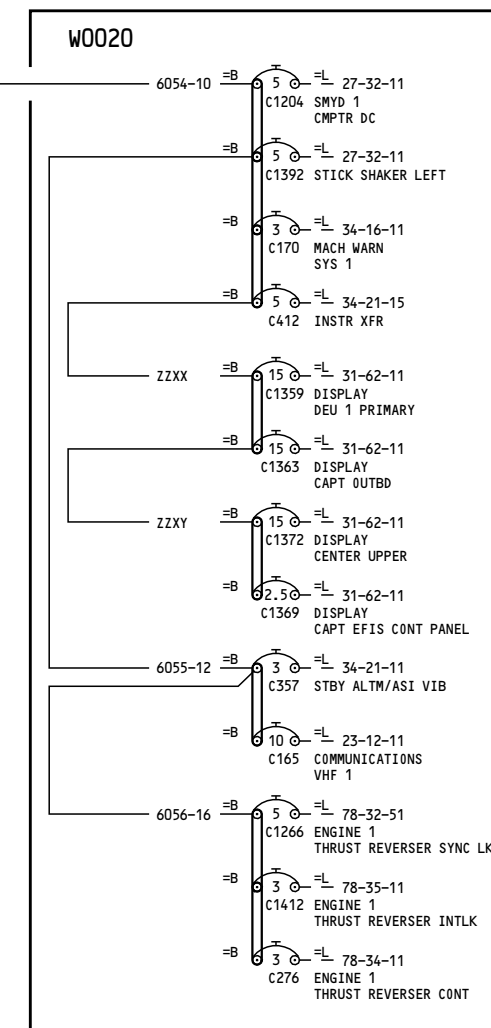 W0020
6054-10 =B 5 =L 27-32-11
C1204 SMYD 1
CMPTR DC
=B 5 =L 27-32-11
C1392 STICK SHAKER LEFT
=B 3 =L 34-16-11
C170 MACH WARN
SYS 1
=B 5 =L 34-21-15
C412 INSTR XFR
ZZXX =B 15 =L 31-62-11
C1359 DISPLAY
DEU 1 PRIMARY
=B 15 =L 31-62-11
C1363 DISPLAY
CAPT OUTBD
ZZXY =B 15 =L 31-62-11
C1372 DISPLAY
CENTER UPPER
=B 2.5 =L 31-62-11
C1369 DISPLAY
CAPT EFIS CONT PANEL
6055-12 =B 3 =L 34-21-11
C357 STBY ALTM/ASI VIB
=B 10 =L 23-12-11
C165 COMMUNICATIONS
VHF 1
6056-16 =B 5 =L 78-32-51
C1266 ENGINE 1
THRUST REVERSER SYNC LK
=B 3 =L 78-35-11
C1412 ENGINE 1
THRUST REVERSER INTLK
=B 3 =L 78-34-11
C276 ENGINE 1
THRUST REVERSER CONT